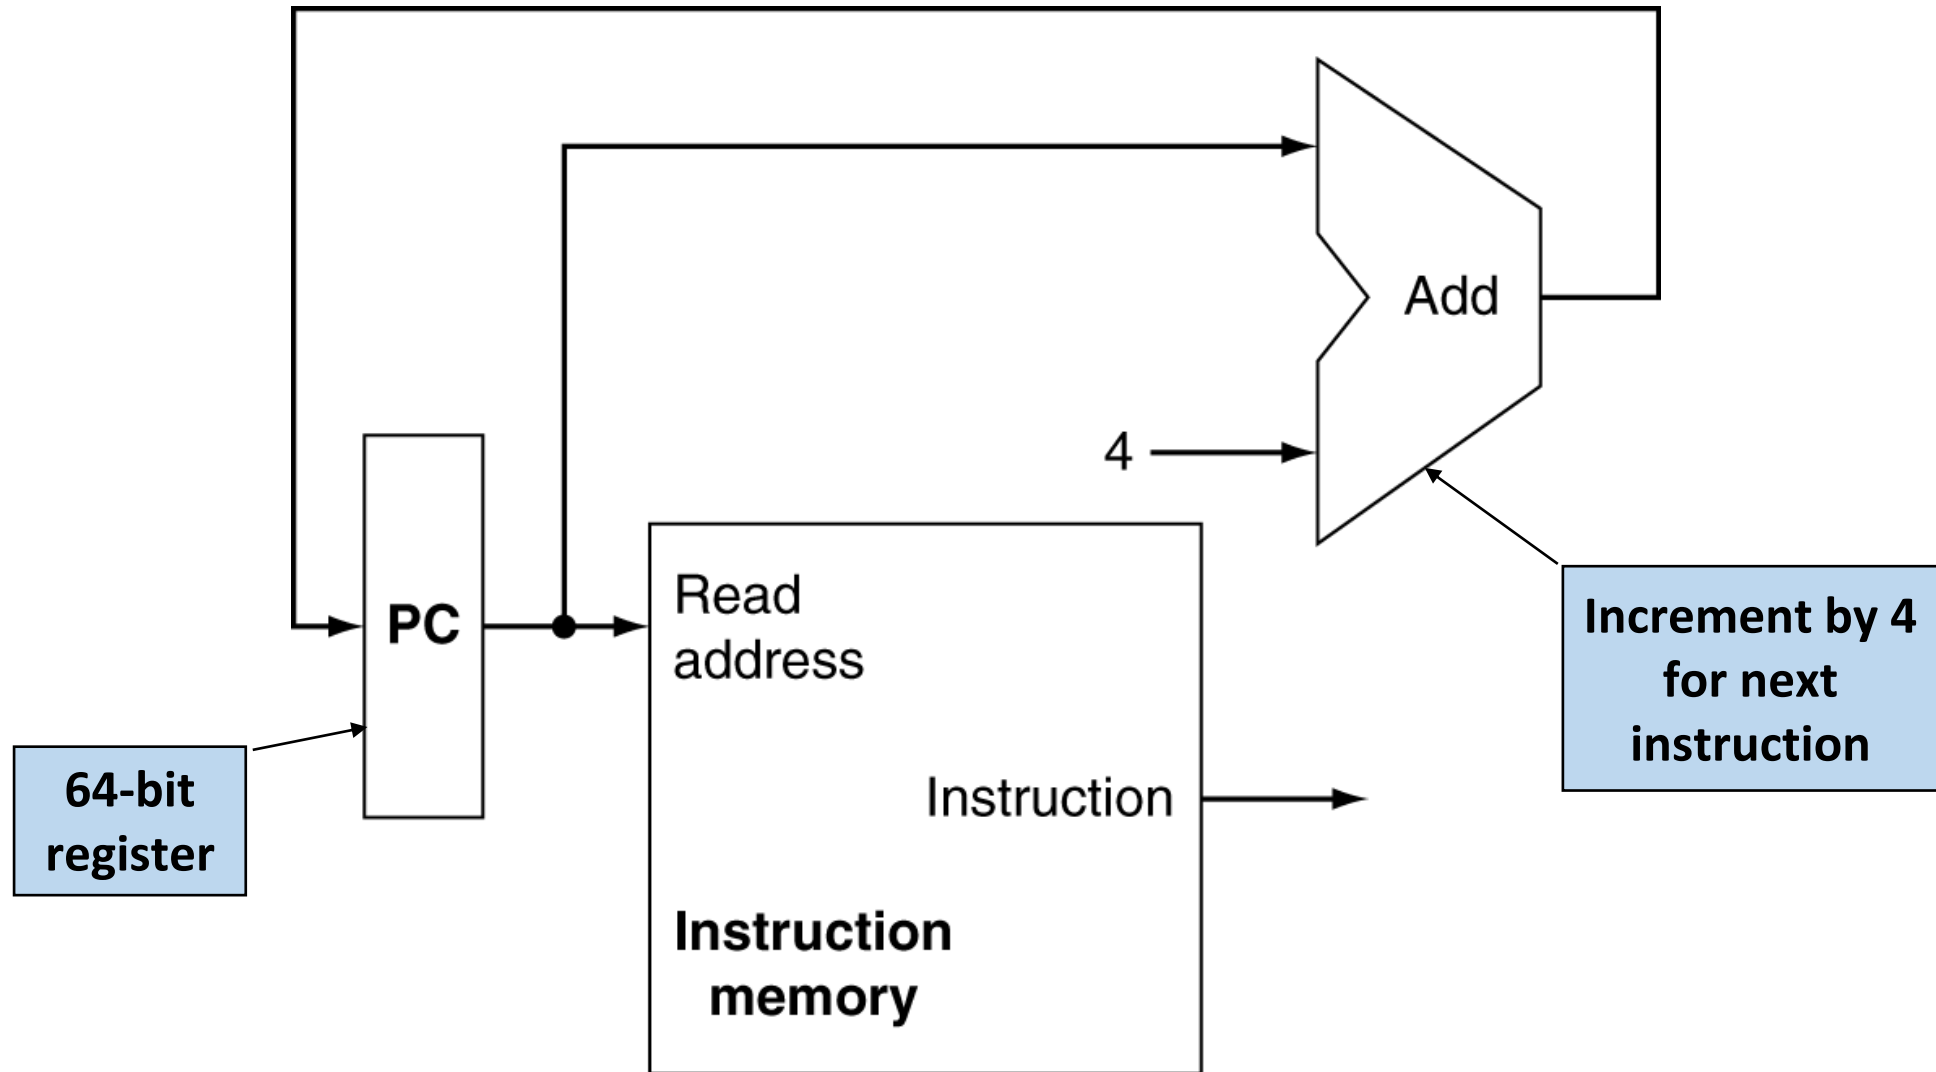 Add
4
PC
Read
address
Instruction
Instruction
memory
64-bit
register
Increment by 4
for next
instruction